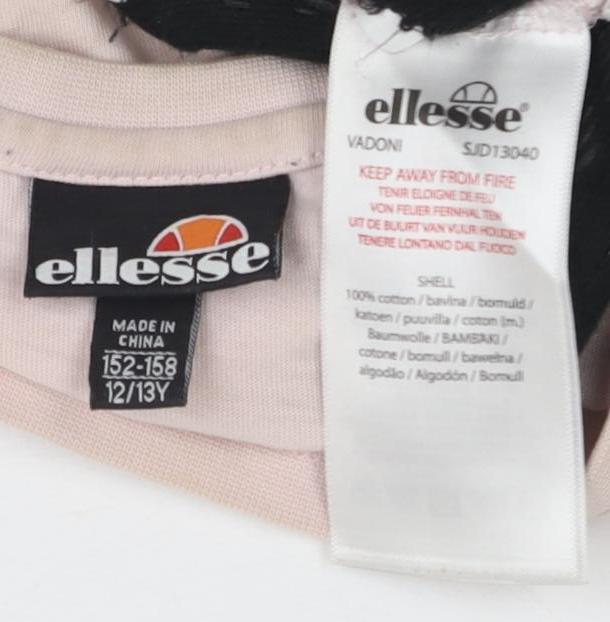 ellesse
MADE IN
CHINA
152-158
12/13Y
ellesse®
VADONI SJD13040
KEEP AWAY FROM FIRE
TENIR ELOIGNE DE FEU
VON FEUER FERNHALTEN
UIT DE BUURT VAN VUUR HOUDEN
TENERE LONTANO DAL FUOCO
SHELL
100% cotton / bavlna / bomuld /
katoen / puuvilla / coton (m.)
Baumwolle / BAMBAKI /
cotone / bomull / bawełna /
algodão / Algodón / Bomull